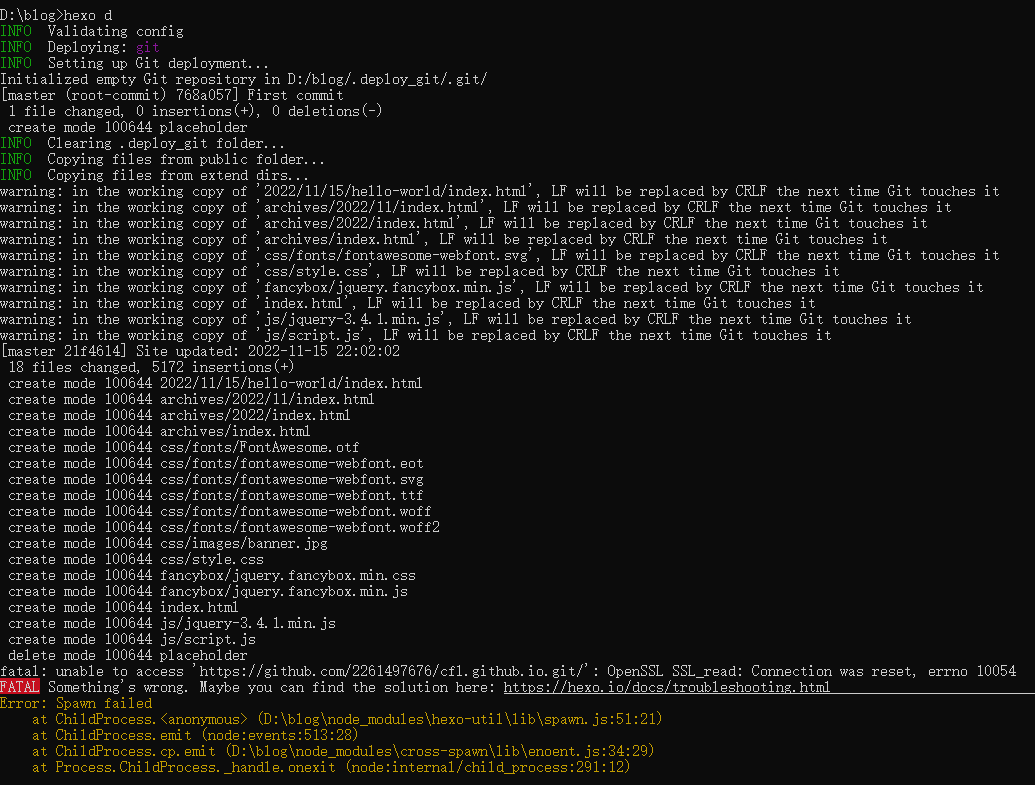 D:\blog>hexo d
INFO  Validating config
INFO  Deploying: git
INFO  Setting up Git deployment...
Initialized empty Git repository in D:/blog/.deploy_git/.git/
[master (root-commit) 768a057] First commit
 1 file changed, 0 insertions(+), 0 deletions(-)
 create mode 100644 placeholder
INFO  Clearing .deploy_git folder...
INFO  Copying files from public folder...
INFO  Copying files from extend dirs...
warning: in the working copy of '2022/11/15/hello-world/index.html', LF will be replaced by CRLF the next time Git touches it
warning: in the working copy of 'archives/2022/11/index.html', LF will be replaced by CRLF the next time Git touches it
warning: in the working copy of 'archives/2022/index.html', LF will be replaced by CRLF the next time Git touches it
warning: in the working copy of 'archives/index.html', LF will be replaced by CRLF the next time Git touches it
warning: in the working copy of 'css/fonts/fontawesome-webfont.svg', LF will be replaced by CRLF the next time Git touches it
warning: in the working copy of 'css/style.css', LF will be replaced by CRLF the next time Git touches it
warning: in the working copy of 'fancybox/jquery.fancybox.min.js', LF will be replaced by CRLF the next time Git touches it
warning: in the working copy of 'index.html', LF will be replaced by CRLF the next time Git touches it
warning: in the working copy of 'js/jquery-3.4.1.min.js', LF will be replaced by CRLF the next time Git touches it
warning: in the working copy of 'js/script.js', LF will be replaced by CRLF the next time Git touches it
[master 21f4614] Site updated: 2022-11-15 22:02:02
 18 files changed, 5172 insertions(+)
 create mode 100644 2022/11/15/hello-world/index.html
 create mode 100644 archives/2022/11/index.html
 create mode 100644 archives/2022/index.html
 create mode 100644 archives/index.html
 create mode 100644 css/fonts/FontAwesome.otf
 create mode 100644 css/fonts/fontawesome-webfont.eot
 create mode 100644 css/fonts/fontawesome-webfont.svg
 create mode 100644 css/fonts/fontawesome-webfont.ttf
 create mode 100644 css/fonts/fontawesome-webfont.woff
 create mode 100644 css/fonts/fontawesome-webfont.woff2
 create mode 100644 css/images/banner.jpg
 create mode 100644 css/style.css
 create mode 100644 fancybox/jquery.fancybox.min.css
 create mode 100644 fancybox/jquery.fancybox.min.js
 create mode 100644 index.html
 create mode 100644 js/jquery-3.4.1.min.js
 create mode 100644 js/script.js
 delete mode 100644 placeholder
fatal: unable to access 'https://github.com/2261497676/cfl.github.io.git/': OpenSSL SSL_read: Connection was reset, errno 10054
FATAL Something's wrong. Maybe you can find the solution here: https://hexo.io/docs/troubleshooting.html
Error: Spawn failed
    at ChildProcess.<anonymous> (D:\blog\node_modules\hexo-util\lib\spawn.js:51:21)
    at ChildProcess.emit (node:events:513:28)
    at ChildProcess.cp.emit (D:\blog\node_modules\cross-spawn\lib\enoent.js:34:29)
    at Process.ChildProcess._handle.onexit (node:internal/child_process:291:12)